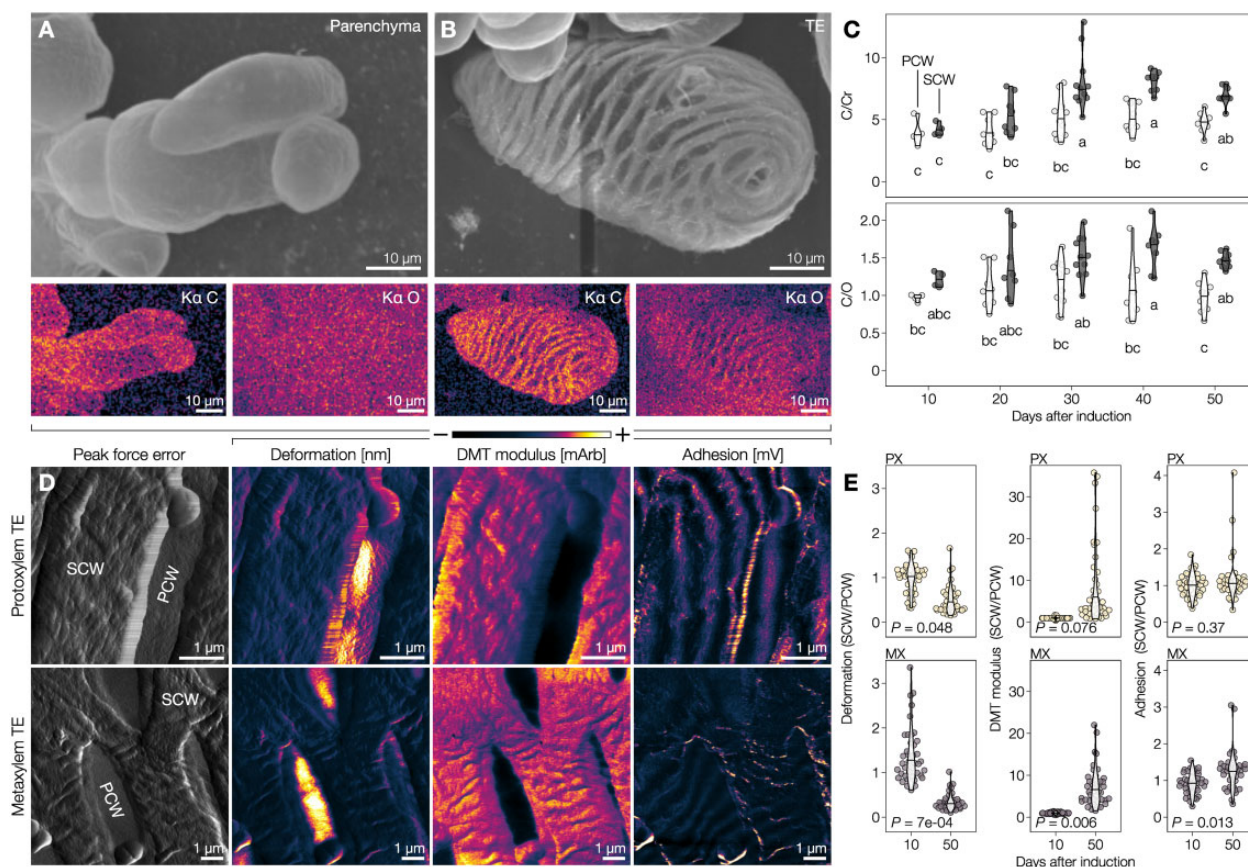 A
Parenchyma
10 μm
B
TE
10 μm
Kα C
10 μm
Kα O
10 μm
Kα C
10 μm
Kα O
10 μm
− +
C
PCW
SCW
C/Cr
10
5
0
c c c bc bc a bc a c ab
C/O
2.0
1.5
1.0
0.5
0.0
bc abc bc abc bc ab bc a c ab
10 20 30 40 50
Days after induction
Peak force error
Deformation [nm]
DMT modulus [mArb]
Adhesion [mV]
D
Protoxylem TE
SCW
PCW
1 μm
1 μm
1 μm
1 μm
Metaxylem TE
SCW
PCW
1 μm
1 μm
1 μm
1 μm
E
Deformation (SCW/PCW)
PX
3
2
1
0
P = 0.048
MX
3
2
1
0
P = 7e-04
10 50
DMT modulus (SCW/PCW)
PX
30
20
10
0
P = 0.076
MX
30
20
10
0
P = 0.006
10 50
Adhesion (SCW/PCW)
PX
4
3
2
1
0
P = 0.37
MX
4
3
2
1
0
P = 0.013
10 50
Days after induction